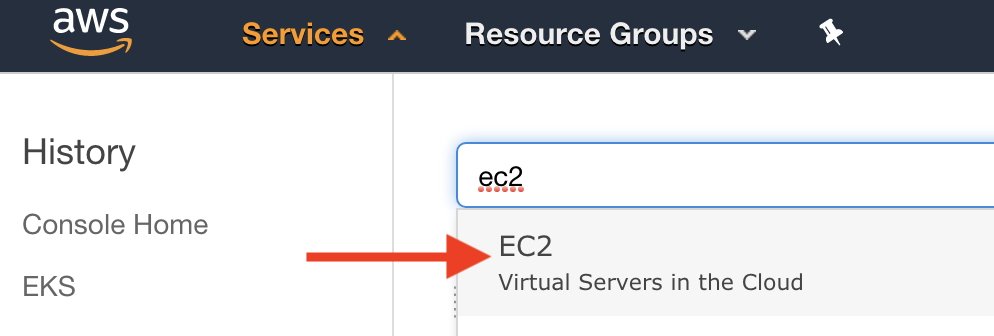 aws
Services
Resource Groups
History
Console Home
EKS
ec2
EC2
Virtual Servers in the Cloud